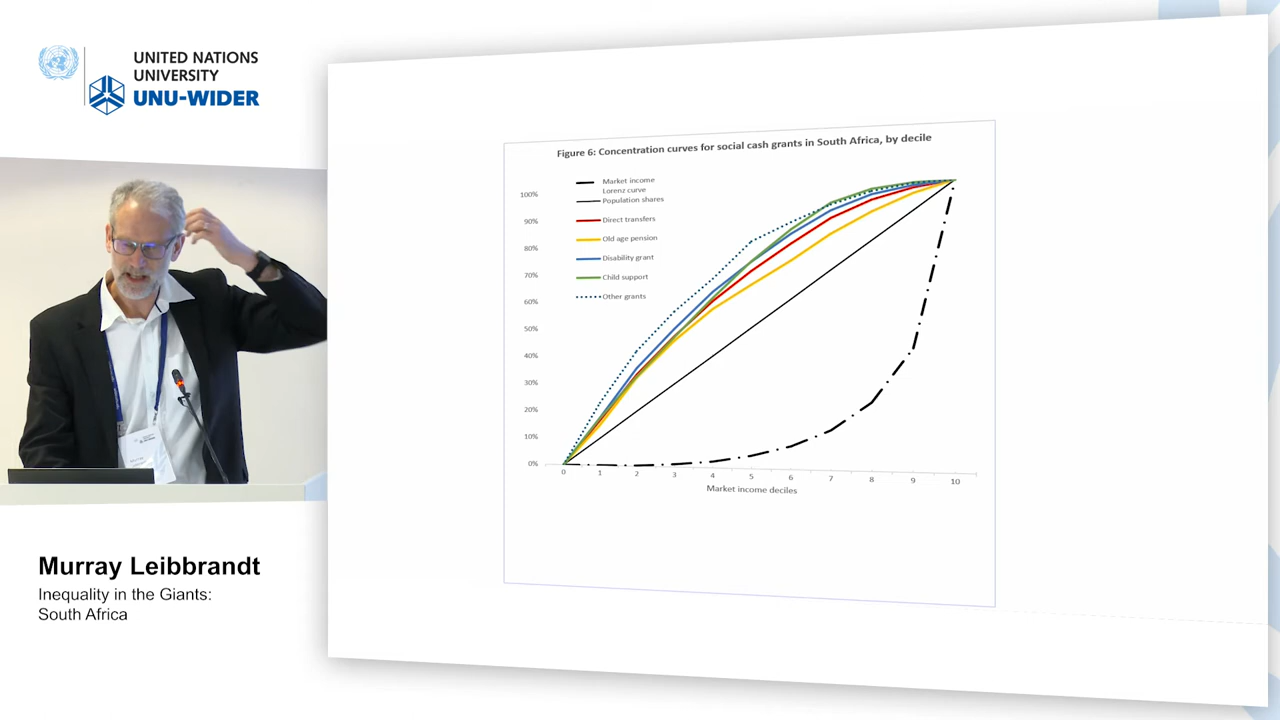 UNITED NATIONS
UNIVERSITY
UNU-WIDER
Murray Leibbrandt
Inequality in the Giants:
South Africa
Figure 6: Concentration curves for social cash grants in South Africa, by decile
Market income
Lorenz curve
Population shares
Direct transfers
Old age pension
Disability grant
Child support
Other grants
100%
90%
80%
70%
60%
50%
40%
30%
20%
10%
0%
0 1 2 3 4 5 6 7 8 9 10
Market income deciles